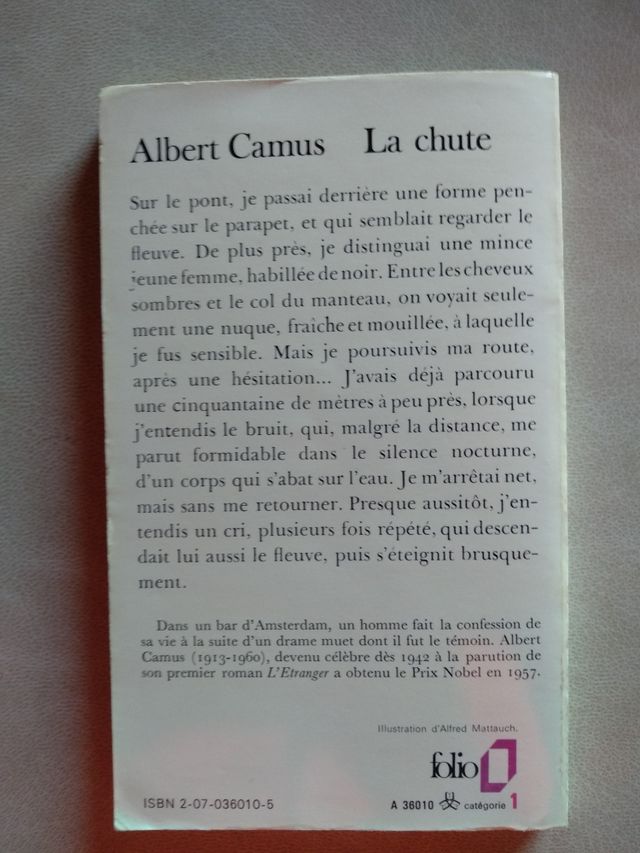 Albert Camus La chute
Sur le pont, je passai derrière une forme pen-
chée sur le parapet, et qui semblait regarder le
fleuve. De plus près, je distinguai une mince
jeune femme, habillée de noir. Entre les cheveux
sombres et le col du manteau, on voyait seule-
ment une nuque, fraîche et mouillée, à laquelle
je fus sensible. Mais je poursuivis ma route,
après une hésitation... J'avais déjà parcouru
une cinquantaine de mètres à peu près, lorsque
j'entendis le bruit, qui, malgré la distance, me
parut formidable dans le silence nocturne,
d'un corps qui s'abat sur l'eau. Je m'arrêtai net,
mais sans me retourner. Presque aussitôt, j'en-
tendis un cri, plusieurs fois répété, qui descen-
dait lui aussi le fleuve, puis s'éteignit brusque-
ment.
Dans un bar d'Amsterdam, un homme fait la confession de
sa vie à la suite d'un drame muet dont il fut le témoin. Albert
Camus (1913-1960), devenu célèbre dès 1942 à la parution de
son premier roman L'Etranger a obtenu le Prix Nobel en 1957.
Illustration d'Alfred Mattauch.
folio
ISBN 2-07-036010-5 A 36010 catégorie 1